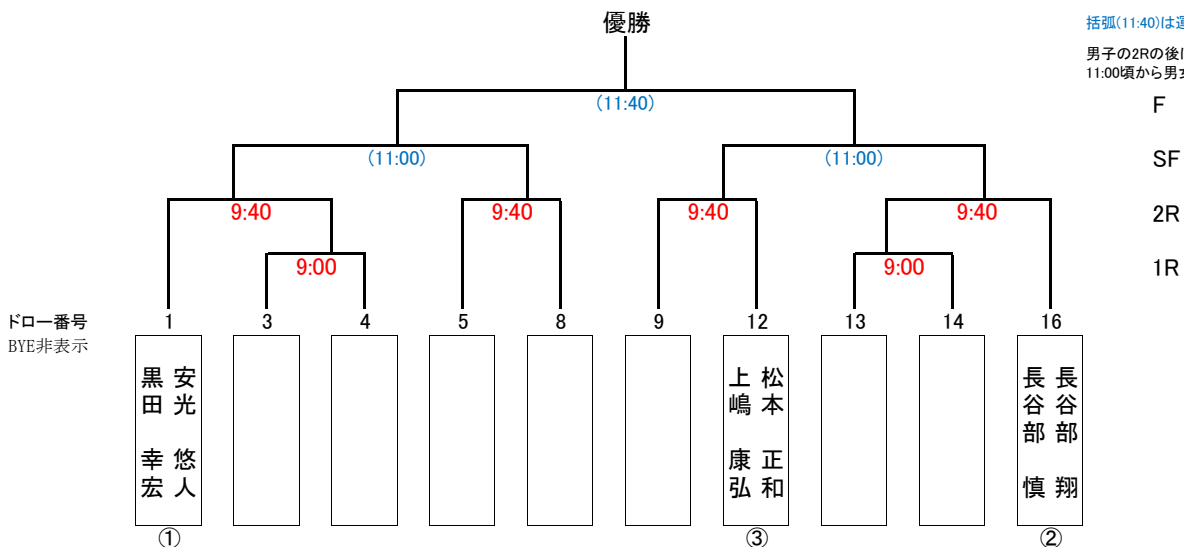 優勝
括弧(11:40)は運
男子の2Rの後に
11:00頃から男女
(11:40)
F
(11:00) (11:00)
SF
9:40 9:40 9:40 9:40
2R
9:00 9:00
1R
ドロー番号 1 3 4 5 8 9 12 13 14 16
BYE非表示
安光 悠人
黒田 幸宏
松本 正和
上嶋 康弘
長谷部 翔
長谷部 慎
① ③ ②